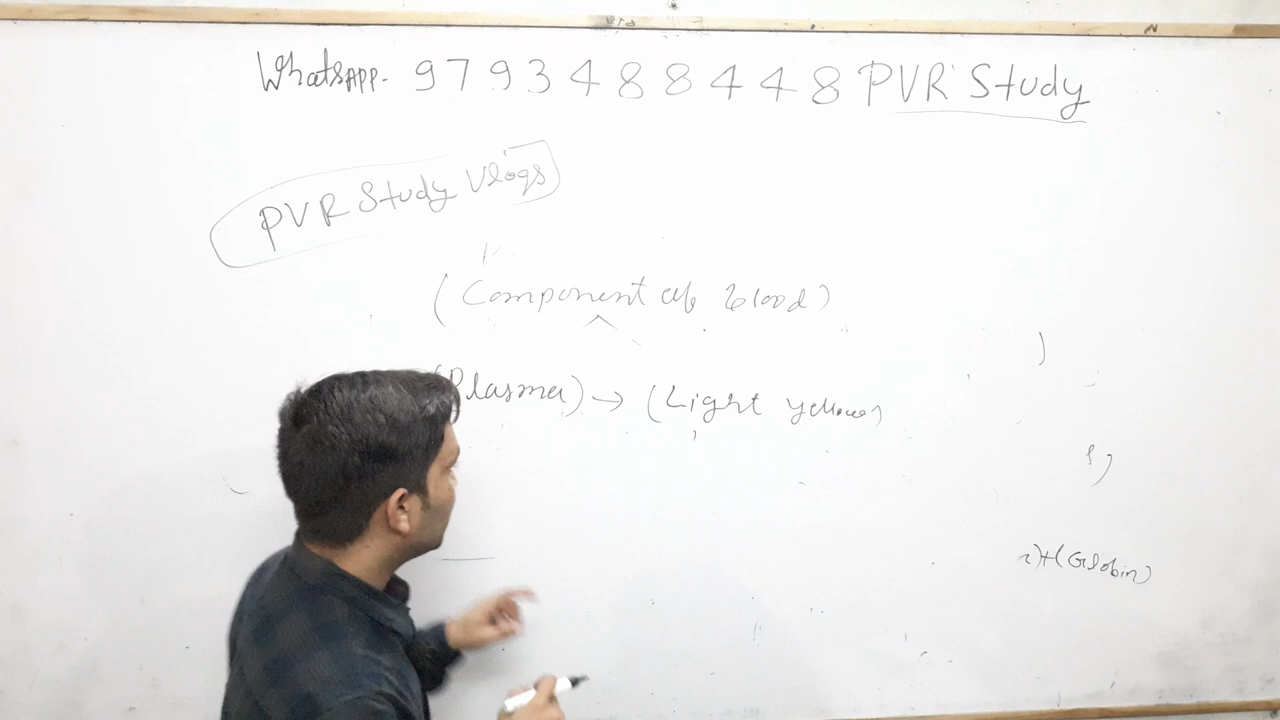 WhatsAPP. 9793488448 PVR Study
PVR Study Vlogs
(Component of blood)
(Plasma) → (Light yellow)
)+(Globin)